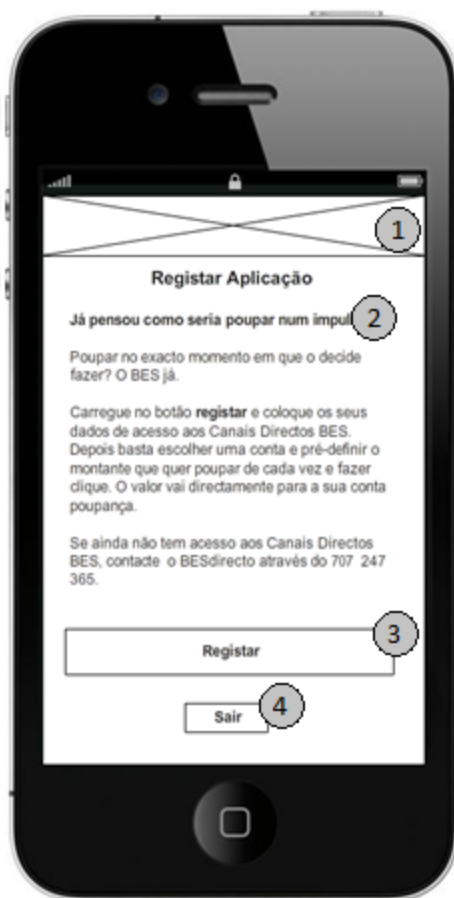 1
Registar Aplicação
Já pensou como seria poupar num
2
Poupar no exacto momento em que o decide
fazer? O BES já.
Carregue no botão registar e coloque os seus
dados de acesso aos Canais Directos BES.
Depois basta escolher uma conta e pré-definir o
montante que quer poupar de cada vez e fazer
clique. O valor vai directamente para a sua conta
poupança.
Se ainda não tem acesso aos Canais Directos
BES, contacte o BESdirecto através do 707 247
365.
3
Registar
4
Sair